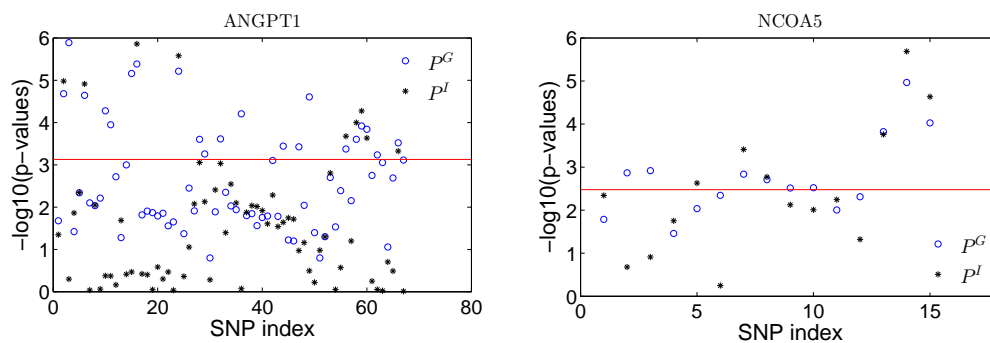 ANGPT1
6
5
4
3
2
1
0
0 20 40 60 80
−log10(p−values)
SNP index
P^G
P^I
NCOA5
6
5
4
3
2
1
0
0 5 10 15
−log10(p−values)
SNP index
P^G
P^I